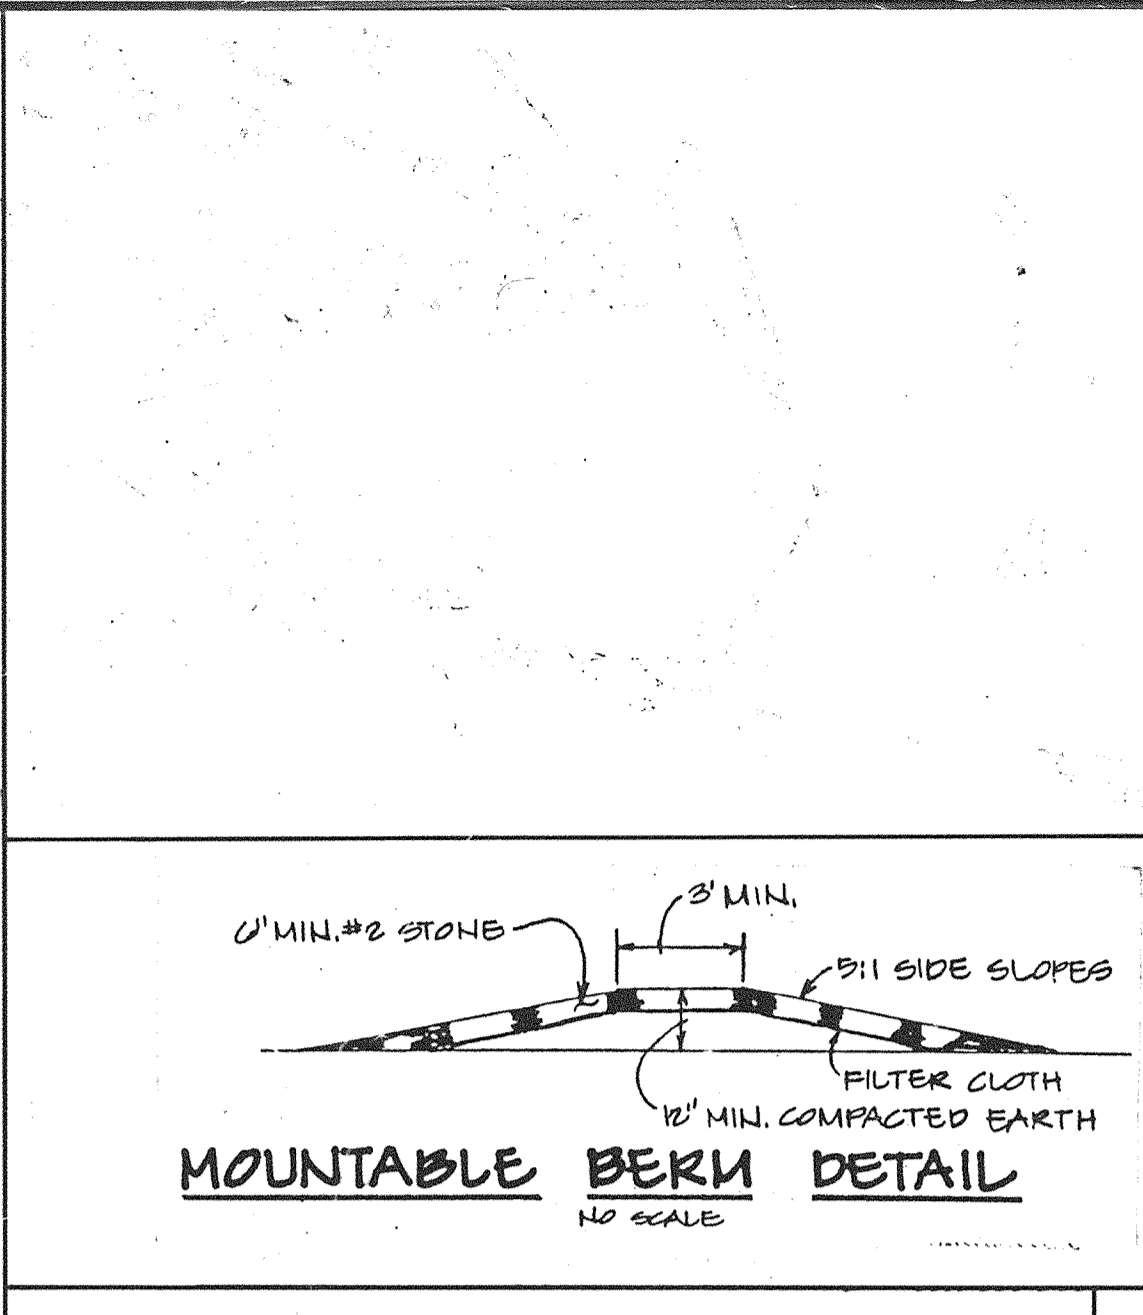 3' MIN.
6" MIN. #2 STONE
5:1 SIDE SLOPES
FILTER CLOTH
12" MIN. COMPACTED EARTH
MOUNTABLE BERM DETAIL
NO SCALE